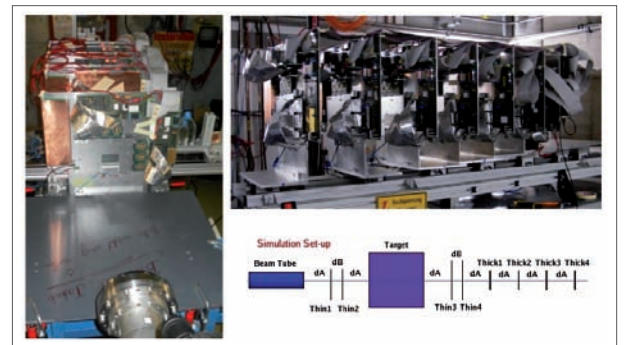 Simulation Set-up
Target
dB
Thick1 Thick2 Thick3 Thick4
Beam Tube
dB
dA
dA
dA
dA
dA
dA
dA
Thin1
Thin2
Thin3
Thin4